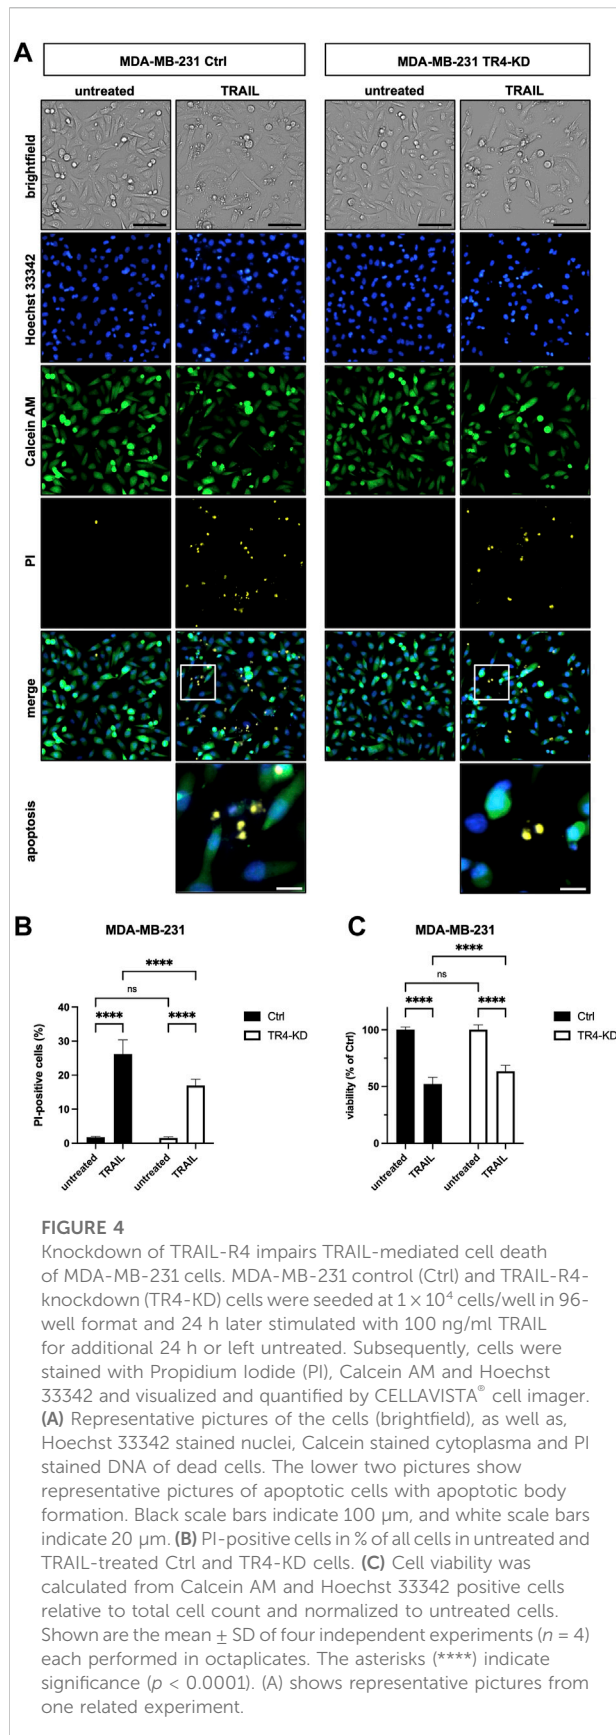 A
MDA-MB-231 Ctrl
MDA-MB-231 TR4-KD
untreated
TRAIL
untreated
TRAIL
brightfield
Hoechst 33342
Calcein AM
PI
merge
apoptosis
B
MDA-MB-231
****
ns
****
****
40
30
20
10
0
PI-positive cells (%)
untreated
TRAIL
untreated
TRAIL
Ctrl
TR4-KD
C
MDA-MB-231
****
ns
****
****
100
50
0
viability (% of Ctrl)
untreated
TRAIL
untreated
TRAIL
Ctrl
TR4-KD
FIGURE 4
Knockdown of TRAIL-R4 impairs TRAIL-mediated cell death
of MDA-MB-231 cells. MDA-MB-231 control (Ctrl) and TRAIL-R4-
knockdown (TR4-KD) cells were seeded at 1 × 10⁴ cells/well in 96-
well format and 24 h later stimulated with 100 ng/ml TRAIL
for additional 24 h or left untreated. Subsequently, cells were
stained with Propidium Iodide (PI), Calcein AM and Hoechst
33342 and visualized and quantified by CELLAVISTA® cell imager.
(A) Representative pictures of the cells (brightfield), as well as,
Hoechst 33342 stained nuclei, Calcein stained cytoplasma and PI
stained DNA of dead cells. The lower two pictures show
representative pictures of apoptotic cells with apoptotic body
formation. Black scale bars indicate 100 µm, and white scale bars
indicate 20 µm. (B) PI-positive cells in % of all cells in untreated and
TRAIL-treated Ctrl and TR4-KD cells. (C) Cell viability was
calculated from Calcein AM and Hoechst 33342 positive cells
relative to total cell count and normalized to untreated cells.
Shown are the mean ± SD of four independent experiments (n = 4)
each performed in octaplicates. The asterisks (****) indicate
significance (p < 0.0001). (A) shows representative pictures from
one related experiment.